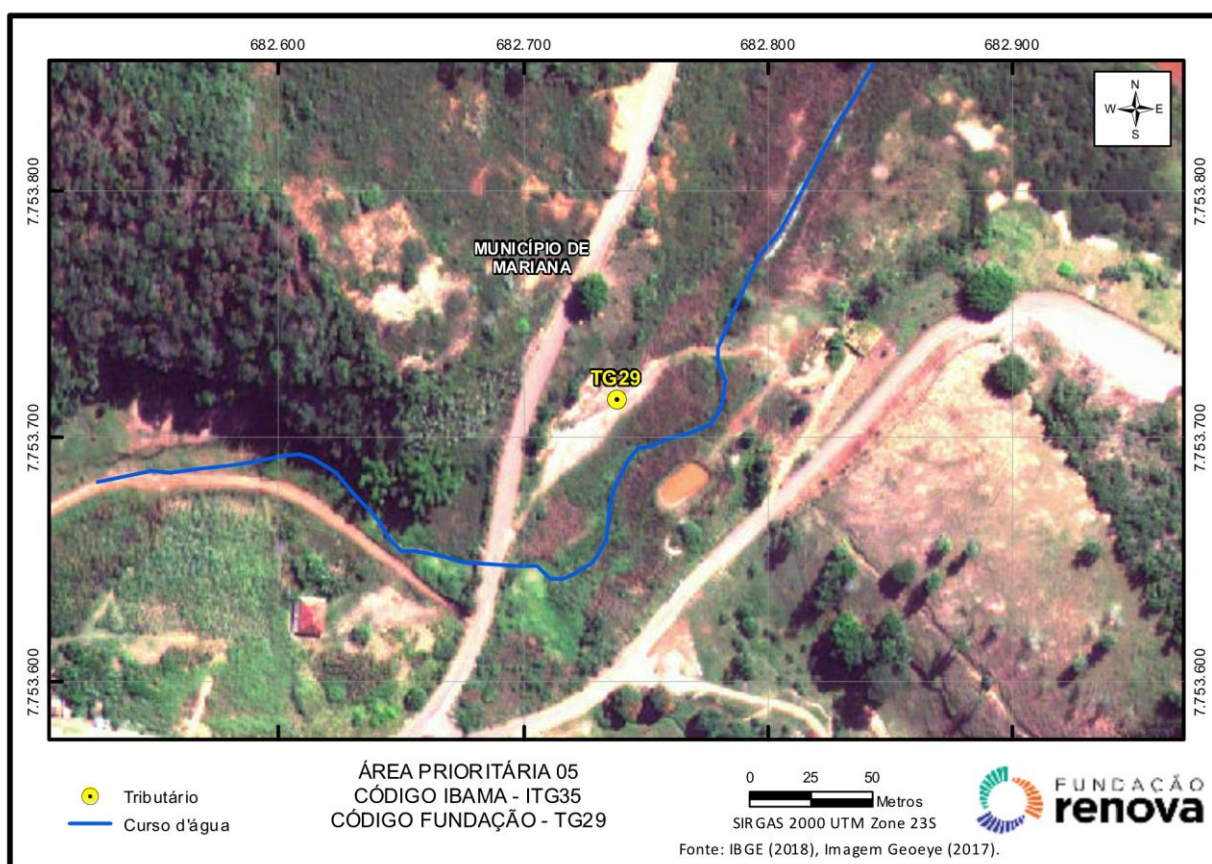 682.600 682.700 682.800 682.900
N
W E
S
7.753.800 7.753.800
MUNICÍPIO DE
MARIANA
TG29
7.753.700 7.753.700
7.753.600 7.753.600
Tributário
Curso d'água
ÁREA PRIORITÁRIA 05
CÓDIGO IBAMA - ITG35
CÓDIGO FUNDAÇÃO - TG29
0 25 50
Metros
SIRGAS 2000 UTM Zone 23S
Fonte: IBGE (2018), Imagem Geoeye (2017).
FUNDAÇÃO
renova